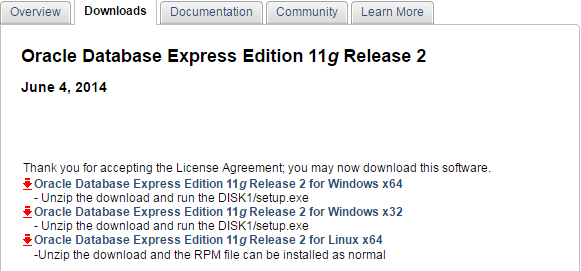 Overview Downloads Documentation Community Learn More
Oracle Database Express Edition 11g Release 2
June 4, 2014
Thank you for accepting the License Agreement; you may now download this software.
Oracle Database Express Edition 11g Release 2 for Windows x64
- Unzip the download and run the DISK1/setup.exe
Oracle Database Express Edition 11g Release 2 for Windows x32
- Unzip the download and run the DISK1/setup.exe
Oracle Database Express Edition 11g Release 2 for Linux x64
-Unzip the download and the RPM file can be installed as normal